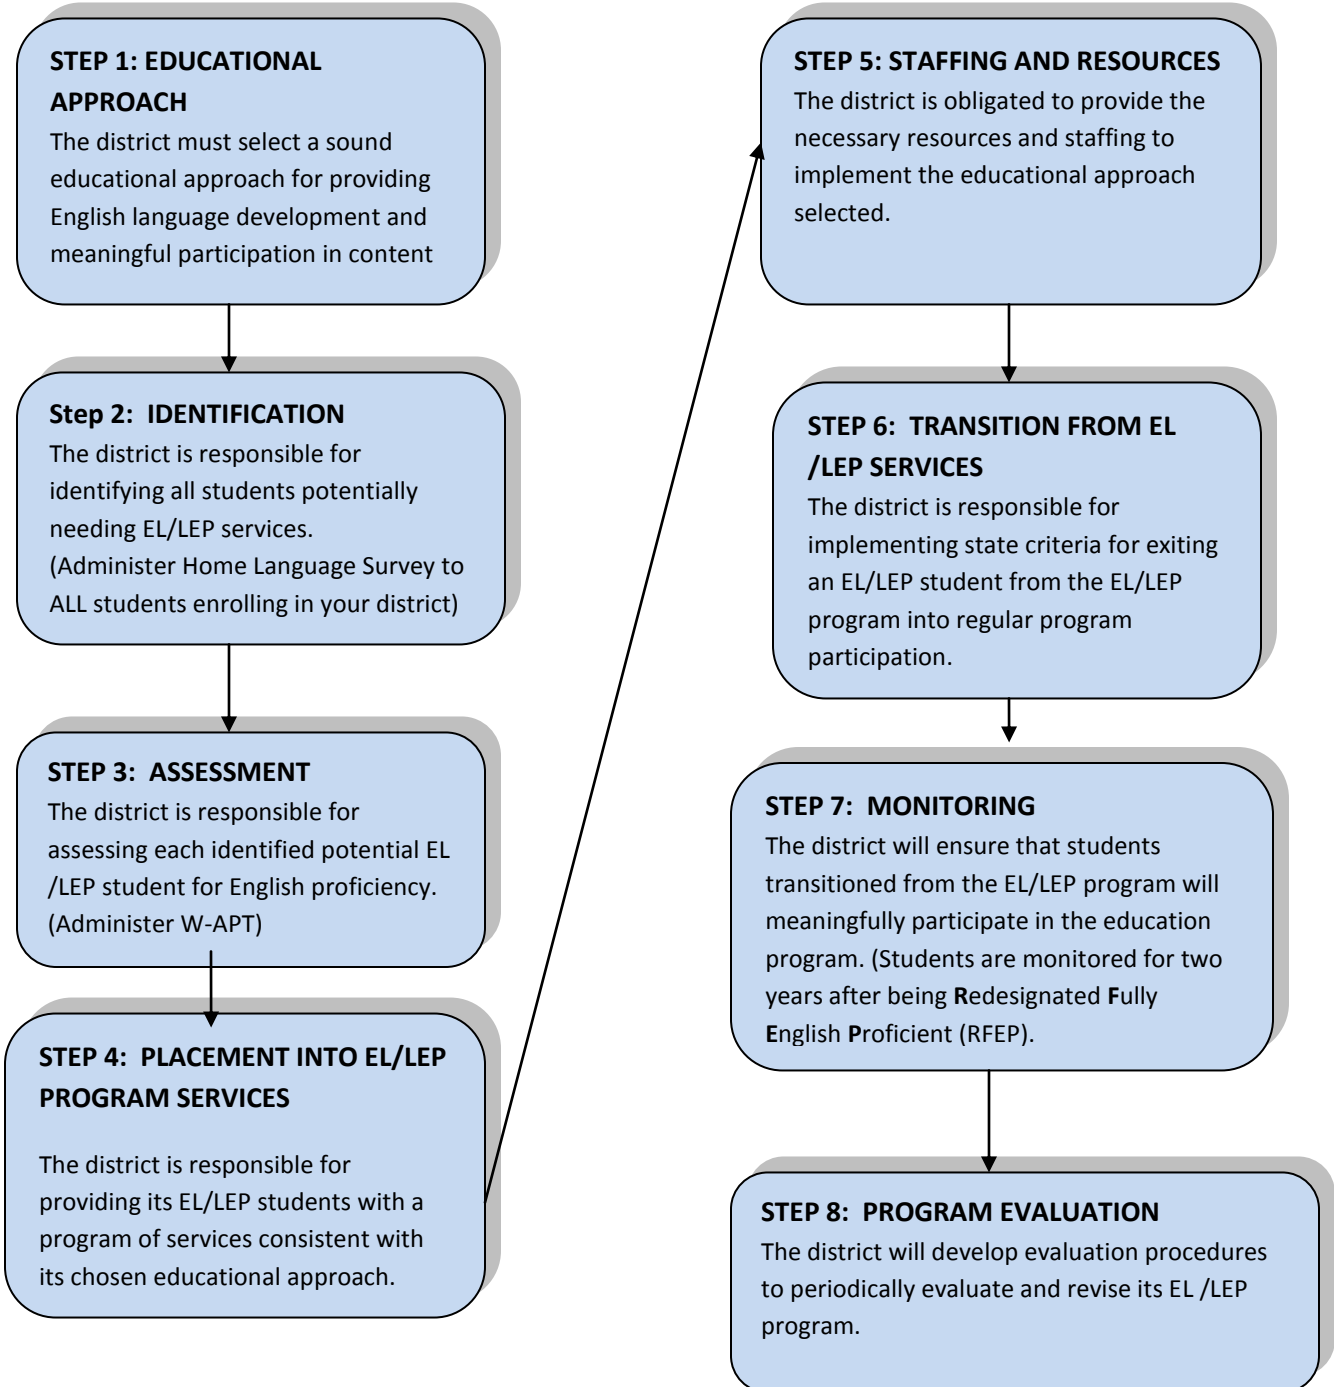 STEP 1: EDUCATIONAL
APPROACH
The district must select a sound
educational approach for providing
English language development and
meaningful participation in content
Step 2:  IDENTIFICATION
The district is responsible for
identifying all students potentially
needing EL/LEP services.
(Administer Home Language Survey to
ALL students enrolling in your district)
STEP 3:  ASSESSMENT
The district is responsible for
assessing each identified potential EL
/LEP student for English proficiency.
(Administer W-APT)
STEP 4:  PLACEMENT INTO EL/LEP
PROGRAM SERVICES
The district is responsible for
providing its EL/LEP students with a
program of services consistent with
its chosen educational approach.
STEP 5: STAFFING AND RESOURCES
The district is obligated to provide the
necessary resources and staffing to
implement the educational approach
selected.
STEP 6:  TRANSITION FROM EL
/LEP SERVICES
The district is responsible for
implementing state criteria for exiting
an EL/LEP student from the EL/LEP
program into regular program
participation.
STEP 7:  MONITORING
The district will ensure that students
transitioned from the EL/LEP program will
meaningfully participate in the education
program. (Students are monitored for two
years after being Redesignated Fully
English Proficient (RFEP).
STEP 8:  PROGRAM EVALUATION
The district will develop evaluation procedures
to periodically evaluate and revise its EL /LEP
program.